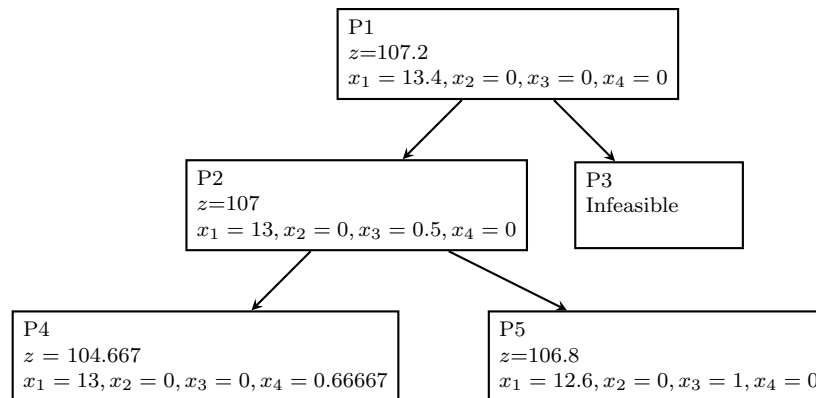 P1
z=107.2
x₁ = 13.4, x₂ = 0, x₃ = 0, x₄ = 0
P2
z=107
x₁ = 13, x₂ = 0, x₃ = 0.5, x₄ = 0
P3
Infeasible
P4
z = 104.667
x₁ = 13, x₂ = 0, x₃ = 0, x₄ = 0.66667
P5
z=106.8
x₁ = 12.6, x₂ = 0, x₃ = 1, x₄ = 0